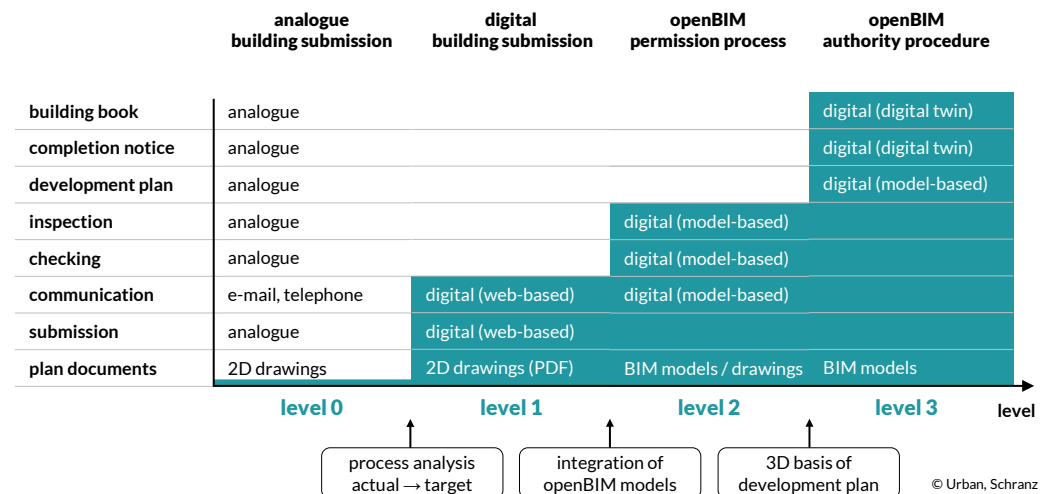 analogue
building submission
digital
building submission
openBIM
permission process
openBIM
authority procedure
building book
analogue
digital (digital twin)
completion notice
analogue
digital (digital twin)
development plan
analogue
digital (model-based)
inspection
analogue
digital (model-based)
checking
analogue
digital (model-based)
communication
e-mail, telephone
digital (web-based)
digital (model-based)
submission
analogue
digital (web-based)
plan documents
2D drawings
2D drawings (PDF)
BIM models / drawings
BIM models
level 0
level 1
level 2
level 3
level
process analysis
actual → target
integration of
openBIM models
3D basis of
development plan
© Urban, Schranz